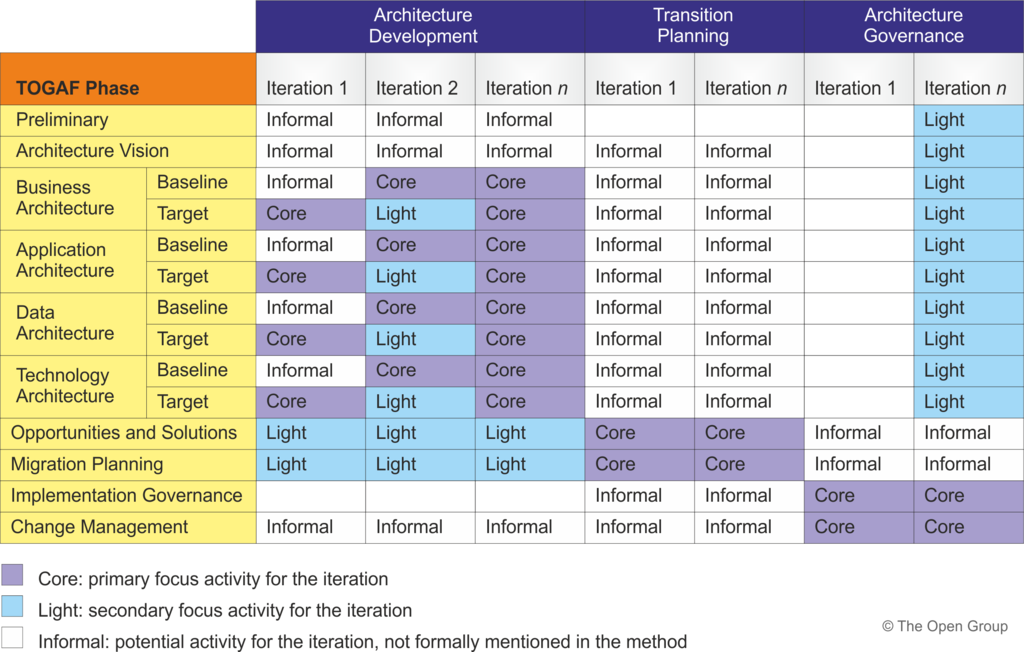 Architecture Development Transition Planning Architecture Governance
TOGAF Phase Iteration 1 Iteration 2 Iteration n Iteration 1 Iteration n Iteration 1 Iteration n
Preliminary Informal Informal Informal Light
Architecture Vision Informal Informal Informal Informal Informal Light
Business Architecture Baseline Informal Core Core Informal Informal Light
Target Core Light Core Informal Informal Light
Application Architecture Baseline Informal Core Core Informal Informal Light
Target Core Light Core Informal Informal Light
Data Architecture Baseline Informal Core Core Informal Informal Light
Target Core Light Core Informal Informal Light
Technology Architecture Baseline Informal Core Core Informal Informal Light
Target Core Light Core Informal Informal Light
Opportunities and Solutions Light Light Light Core Core Informal Informal
Migration Planning Light Light Light Core Core Informal Informal
Implementation Governance Informal Informal Core Core
Change Management Informal Informal Informal Informal Informal Core Core
Core: primary focus activity for the iteration
Light: secondary focus activity for the iteration
Informal: potential activity for the iteration, not formally mentioned in the method
© The Open Group